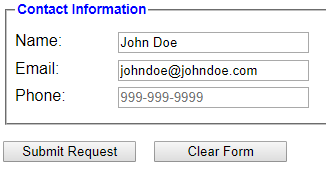 Contact Information
Name: John Doe
Email: johndoe@johndoe.com
Phone: 999-999-9999
Submit Request Clear Form